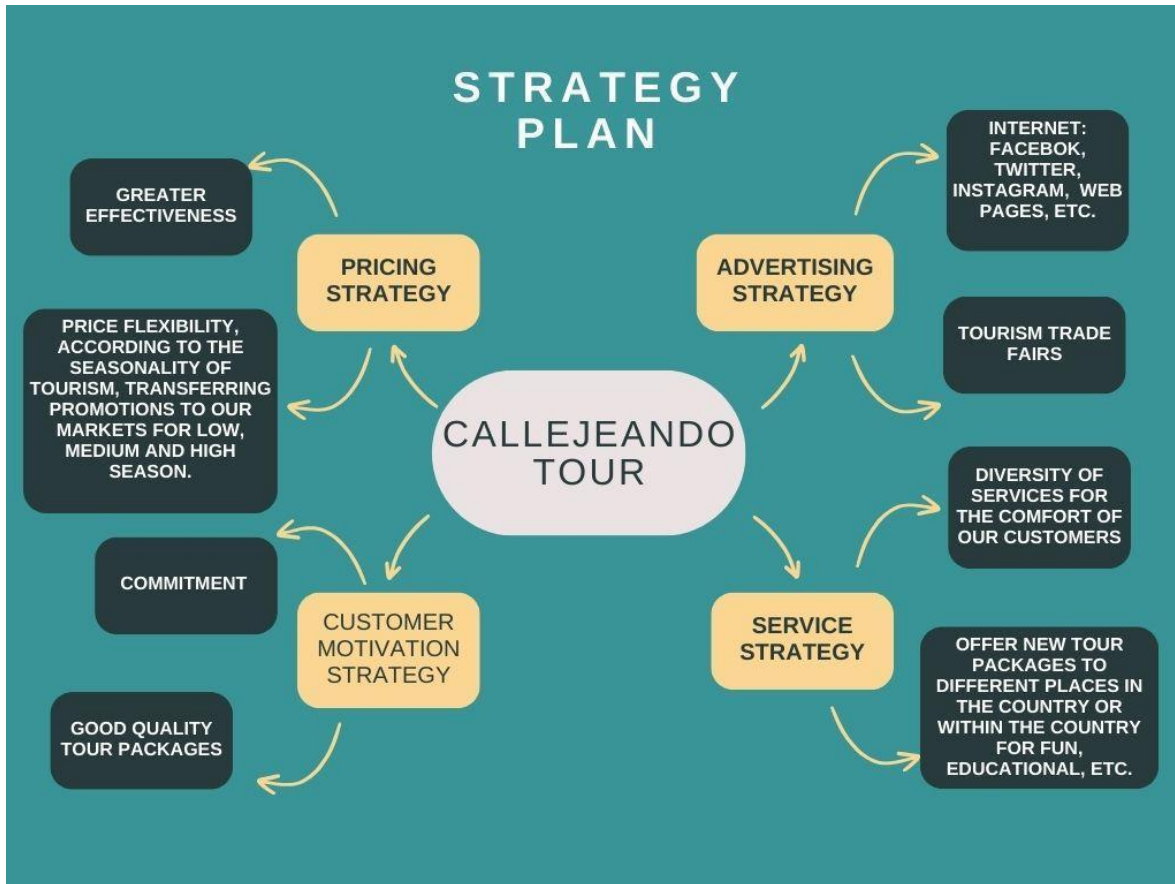 STRATEGY
PLAN
GREATER
EFFECTIVENESS
PRICING
STRATEGY
PRICE FLEXIBILITY,
ACCORDING TO THE
SEASONALITY OF
TOURISM, TRANSFERRING
PROMOTIONS TO OUR
MARKETS FOR LOW,
MEDIUM AND HIGH
SEASON.
ADVERTISING
STRATEGY
INTERNET:
FACEBOK,
TWITTER,
INSTAGRAM, WEB
PAGES, ETC.
TOURISM TRADE
FAIRS
CALLEJEANDO
TOUR
COMMITMENT
CUSTOMER
MOTIVATION
STRATEGY
GOOD QUALITY
TOUR PACKAGES
SERVICE
STRATEGY
DIVERSITY OF
SERVICES FOR
THE COMFORT OF
OUR CUSTOMERS
OFFER NEW TOUR
PACKAGES TO
DIFFERENT PLACES IN
THE COUNTRY OR
WITHIN THE COUNTRY
FOR FUN,
EDUCATIONAL, ETC.